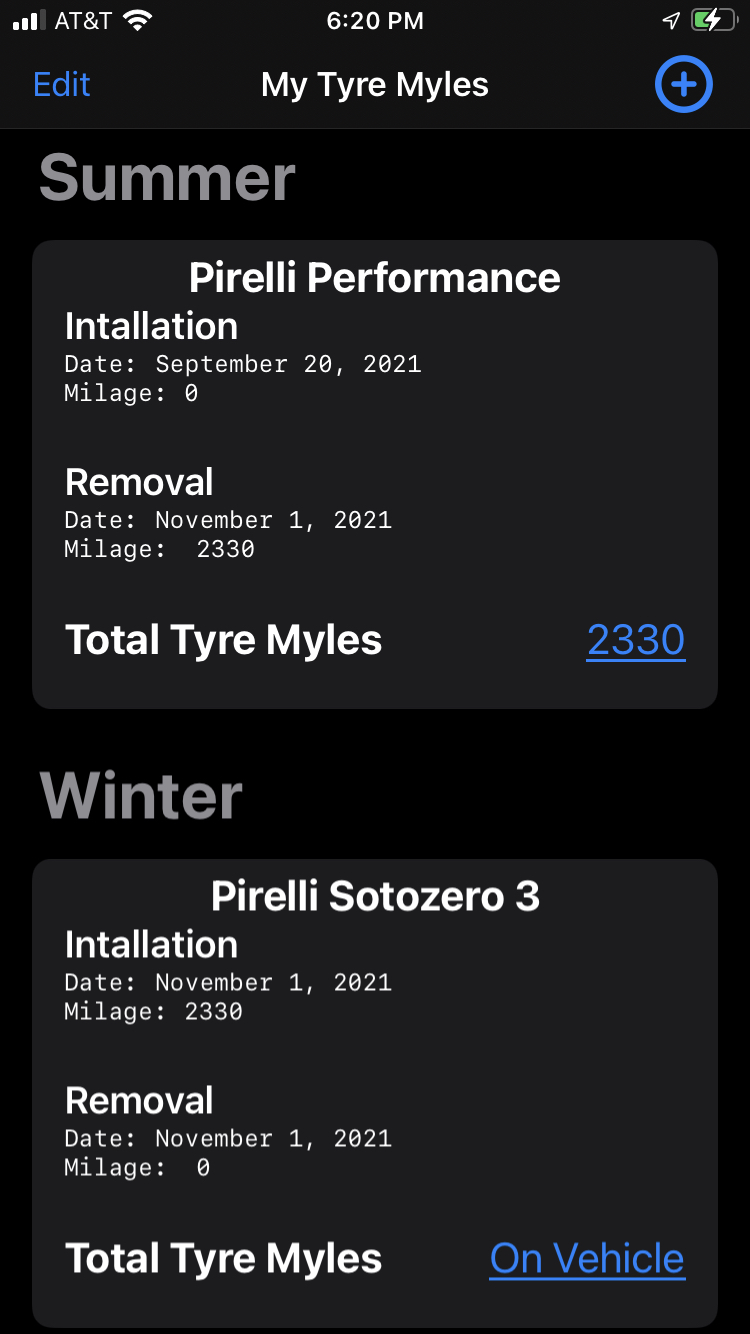 AT&T 6:20 PM
Edit My Tyre Myles
Summer
Pirelli Performance
Intallation
Date: September 20, 2021
Milage: 0
Removal
Date: November 1, 2021
Milage: 2330
Total Tyre Myles 2330
Winter
Pirelli Sotozero 3
Intallation
Date: November 1, 2021
Milage: 2330
Removal
Date: November 1, 2021
Milage: 0
Total Tyre Myles On Vehicle